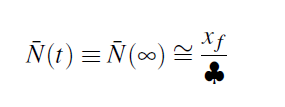 N̄(t) ≡ N̄(∞) ≅ x_f / ♣